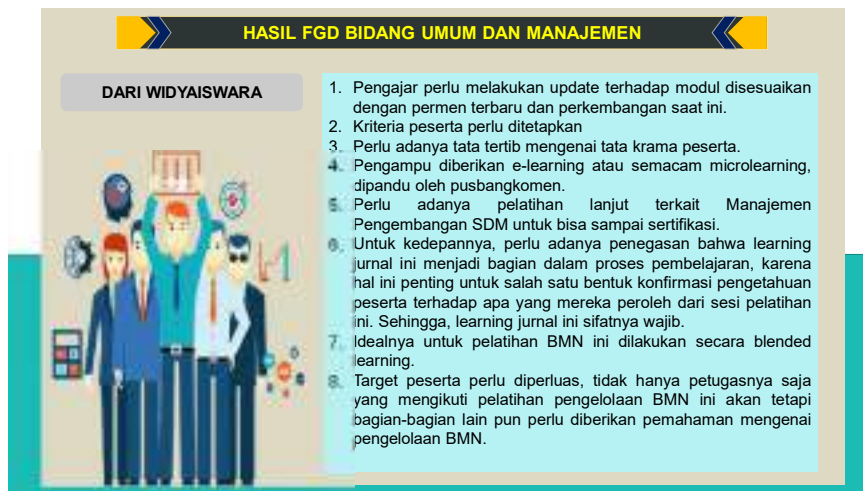 HASIL FGD BIDANG UMUM DAN MANAJEMEN
DARI WIDYAISWARA
1. Pengajar perlu melakukan update terhadap modul disesuaikan
dengan permen terbaru dan perkembangan saat ini.
2. Kriteria peserta perlu ditetapkan
3. Perlu adanya tata tertib mengenai tata krama peserta.
4. Pengampu diberikan e-learning atau semacam microlearning,
dipandu oleh pusbangkomen.
5. Perlu adanya pelatihan lanjut terkait Manajemen
Pengembangan SDM untuk bisa sampai sertifikasi.
6. Untuk kedepannya, perlu adanya penegasan bahwa learning
jurnal ini menjadi bagian dalam proses pembelajaran, karena
hal ini penting untuk salah satu bentuk konfirmasi pengetahuan
peserta terhadap apa yang mereka peroleh dari sesi pelatihan
ini. Sehingga, learning jurnal ini sifatnya wajib.
7. Idealnya untuk pelatihan BMN ini dilakukan secara blended
learning.
8. Target peserta perlu diperluas, tidak hanya petugasnya saja
yang mengikuti pelatihan pengelolaan BMN ini akan tetapi
bagian-bagian lain pun perlu diberikan pemahaman mengenai
pengelolaan BMN.